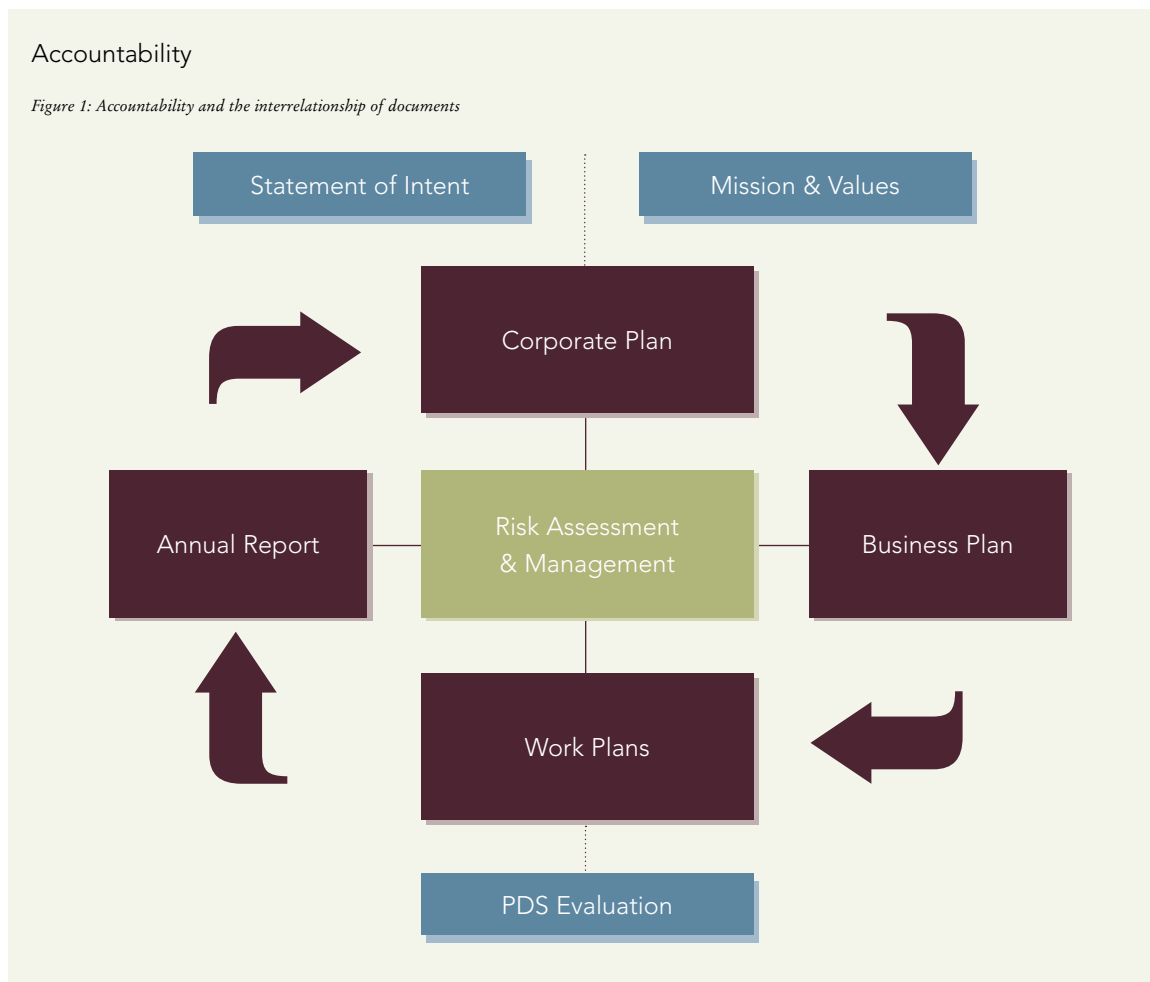 Accountability
Figure 1: Accountability and the interrelationship of documents
Statement of Intent
Mission & Values
Corporate Plan
Annual Report
Risk Assessment
& Management
Business Plan
Work Plans
PDS Evaluation